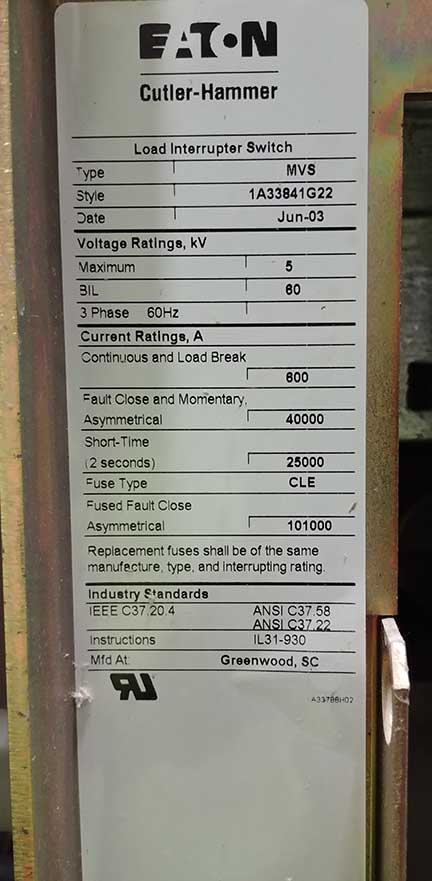 EATON
Cutler-Hammer
Load Interrupter Switch
Type MVS
Style 1A33841G22
Date Jun-03
Voltage Ratings, kV
Maximum 5
BIL 60
3 Phase 60Hz
Current Ratings, A
Continuous and Load Break
600
Fault Close and Momentary,
Asymmetrical 40000
Short-Time
(2 seconds) 25000
Fuse Type CLE
Fused Fault Close
Asymmetrical 101000
Replacement fuses shall be of the same
manufacture, type, and interrupting rating.
Industry Standards
IEEE C37.20.4 ANSI C37.58
ANSI C37.22
Instructions IL31-930
Mfd At: Greenwood, SC
RU